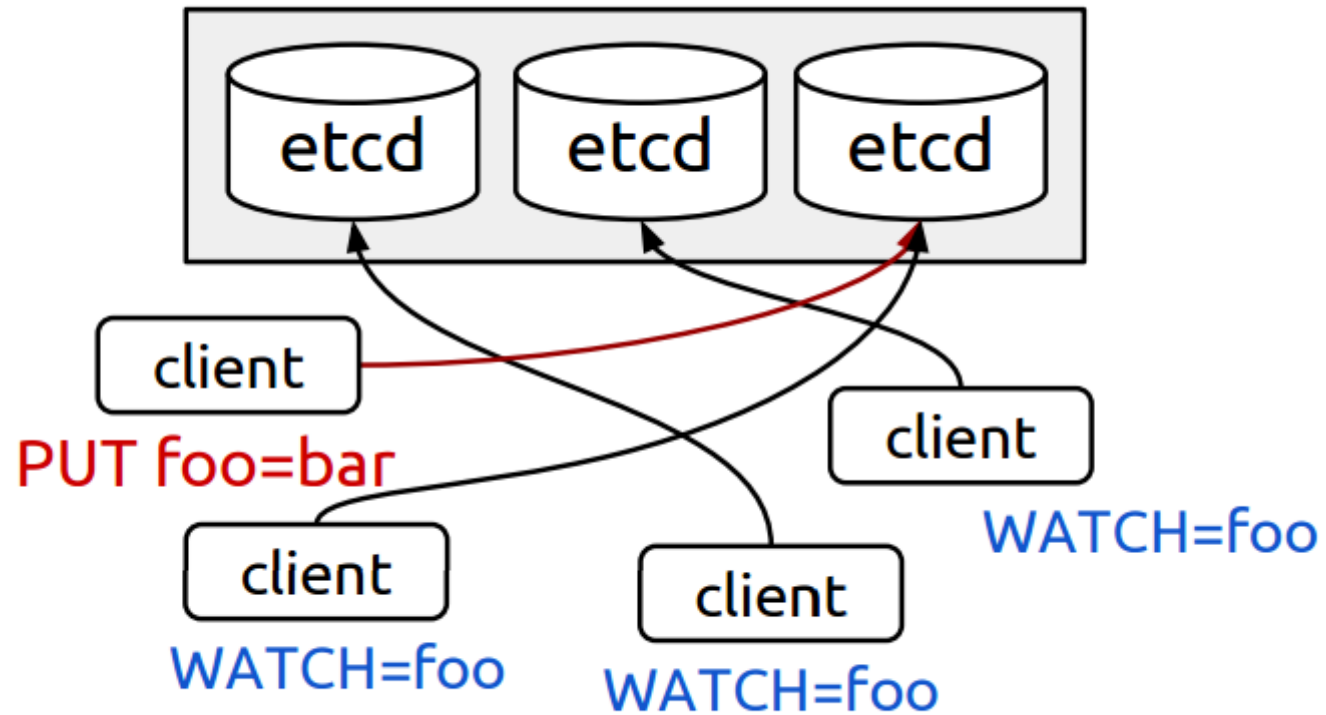 etcd etcd etcd
client
PUT foo=bar
client
WATCH=foo
client
WATCH=foo
client
WATCH=foo